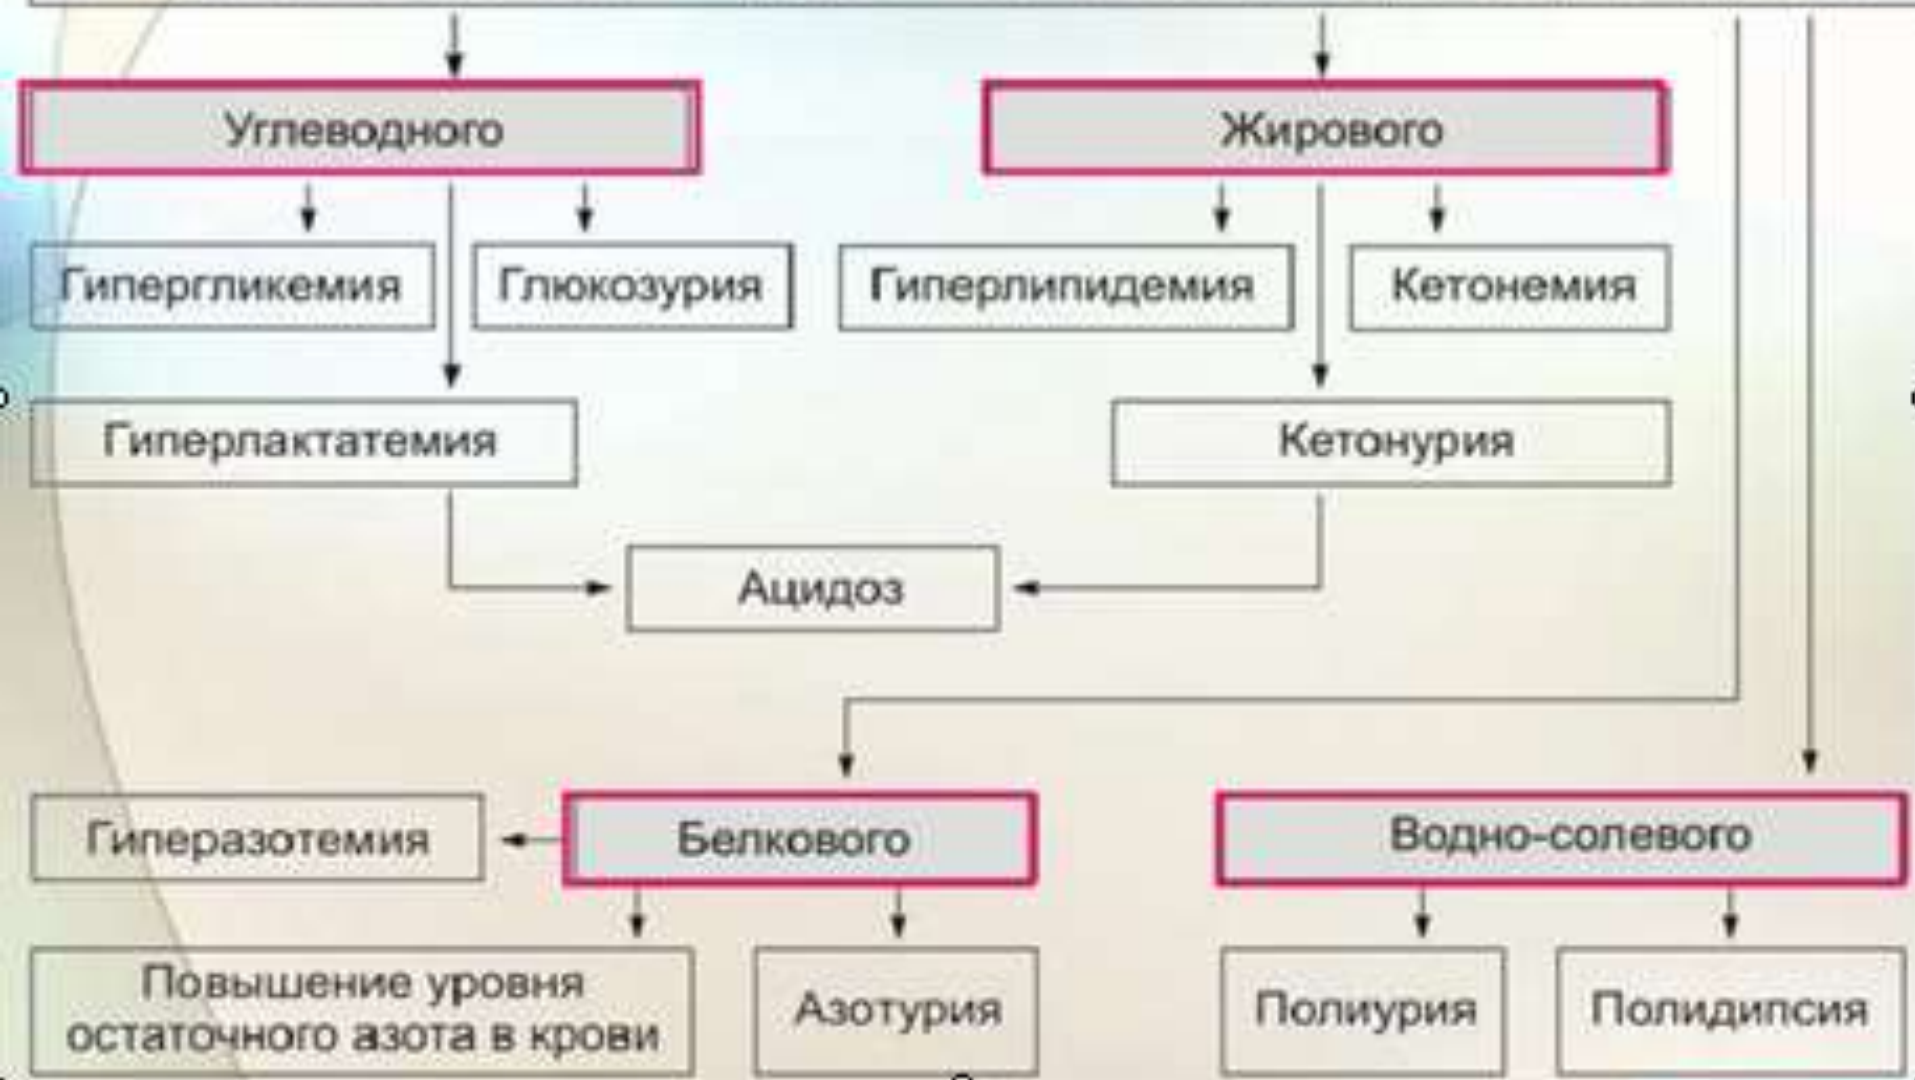 Углеводного
Жирового
Гипергликемия
Глюкозурия
Гиперлипидемия
Кетонемия
Гиперлактатемия
Кетонурия
Ацидоз
Гиперазотемия
Белкового
Водно-солевого
Повышение уровня
остаточного азота в крови
Азотурия
Полиурия
Полидипсия